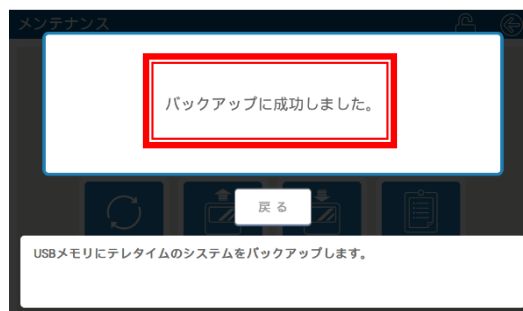 メンテナンス
バックアップに成功しました。
戻る
USBメモリにテレタイムのシステムをバックアップします。